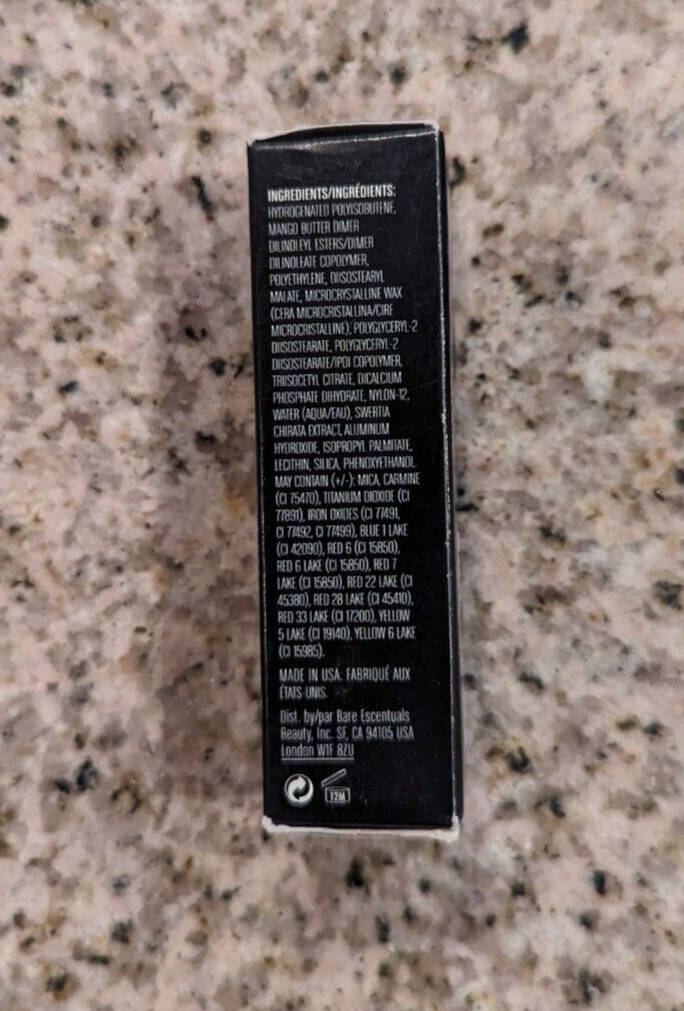 INGREDIENTS/INGRÉDIENTS:
HYDROGENATED POLYISOBUTENE,
MANGO BUTTER DIMER
DILINOLEYL ESTERS/DIMER
DILINOLEATE COPOLYMER,
POLYETHYLENE, DIISOSTEARYL
MALATE, MICROCRYSTALLINE WAX
(CERA MICROCRISTALLINA/CIRE
MICROCRISTALLINE), POLYGLYCERYL-2
DIISOSTEARATE, POLYGLYCERYL-2
DIISOSTEARATE/IPDI COPOLYMER,
TRIISOCETYL CITRATE, DICALCIUM
PHOSPHATE DIHYDRATE, NYLON-12,
WATER (AQUA/EAU), SWERTIA
CHIRATA EXTRACT, ALUMINUM
HYDROXIDE, ISOPROPYL PALMITATE,
LECITHIN, SILICA, PHENOXYETHANOL.
MAY CONTAIN (+/-): MICA, CARMINE
(CI 75470), TITANIUM DIOXIDE (CI
77891), IRON OXIDES (CI 77491,
CI 77492, CI 77499), BLUE 1 LAKE
(CI 42090), RED 6 (CI 15850),
RED 6 LAKE (CI 15850), RED 7
LAKE (CI 15850), RED 22 LAKE (CI
45380), RED 28 LAKE (CI 45410),
RED 33 LAKE (CI 17200), YELLOW
5 LAKE (CI 19140), YELLOW 6 LAKE
(CI 15985).
MADE IN USA. FABRIQUÉ AUX
ÉTATS-UNIS.
Dist. by/par Bare Escentuals
Beauty, Inc. SF, CA 94105 USA
London W1F 8ZU
12M